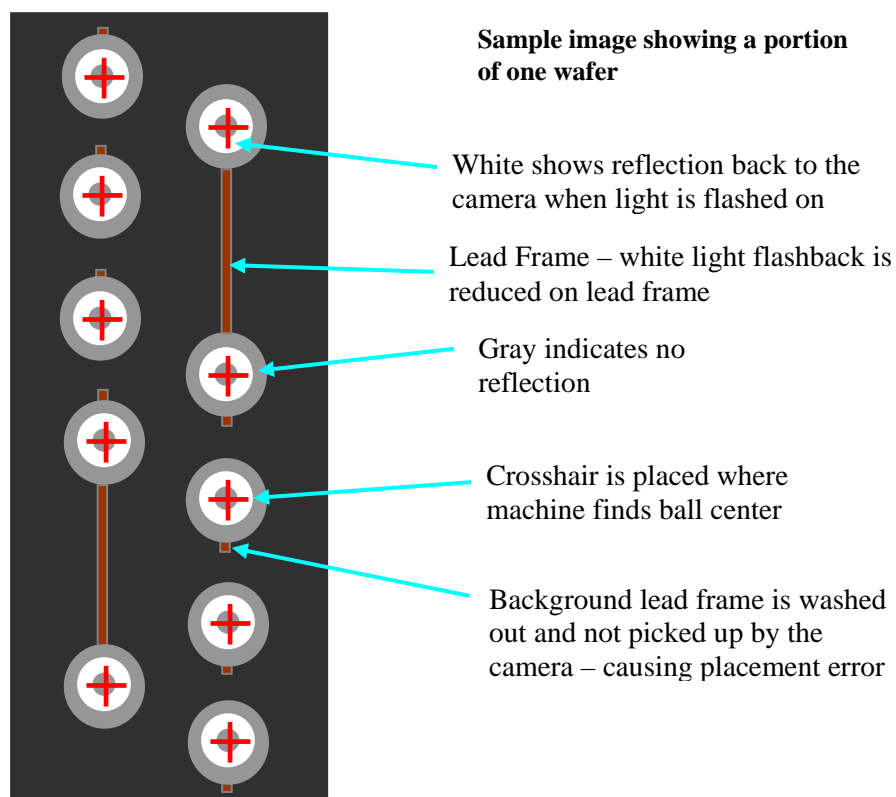 Sample image showing a portion
of one wafer
White shows reflection back to the
camera when light is flashed on
Lead Frame – white light flashback is
reduced on lead frame
Gray indicates no
reflection
Crosshair is placed where
machine finds ball center
Background lead frame is washed
out and not picked up by the
camera – causing placement error